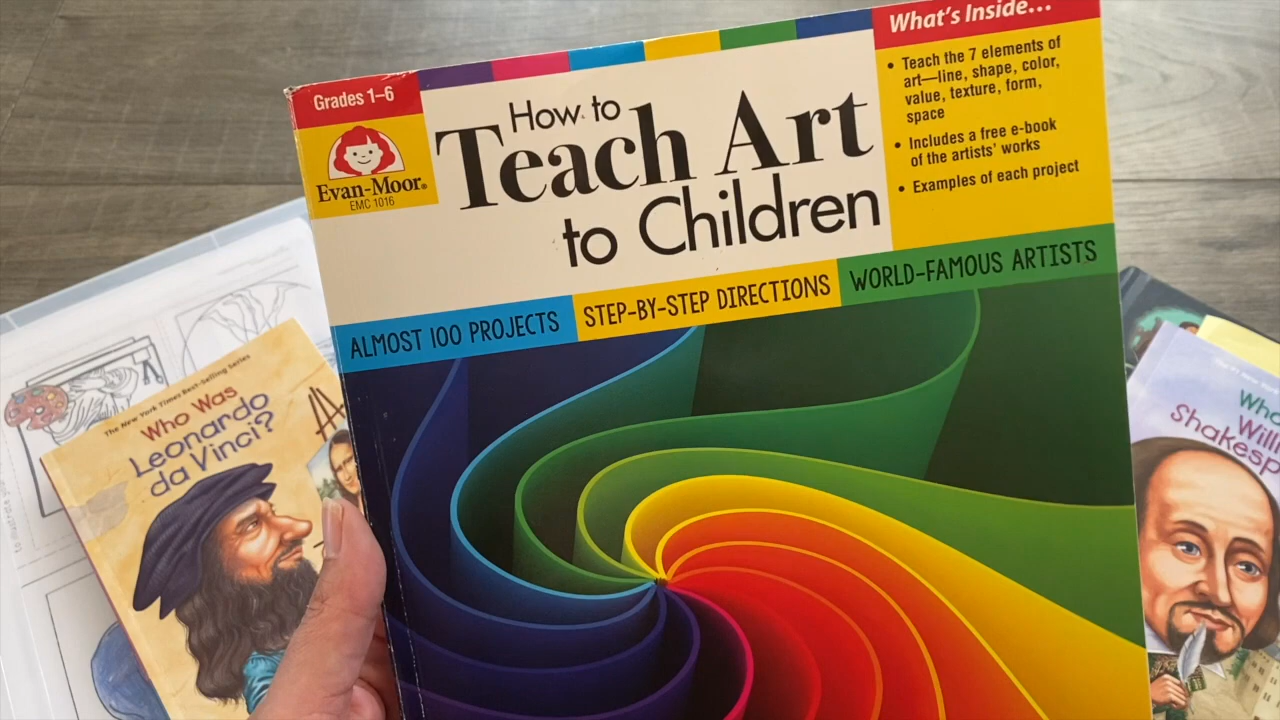 Grades 1–6
Evan-Moor®
EMC 1016
How to
Teach Art
to Children
What's Inside...
• Teach the 7 elements of
art—line, shape, color,
value, texture, form,
space
• Includes a free e-book
of the artists' works
• Examples of each project
ALMOST 100 PROJECTS
STEP-BY-STEP DIRECTIONS
WORLD-FAMOUS ARTISTS
The New York Times Best-Selling Series
Who Was
Leonardo
da Vinci?